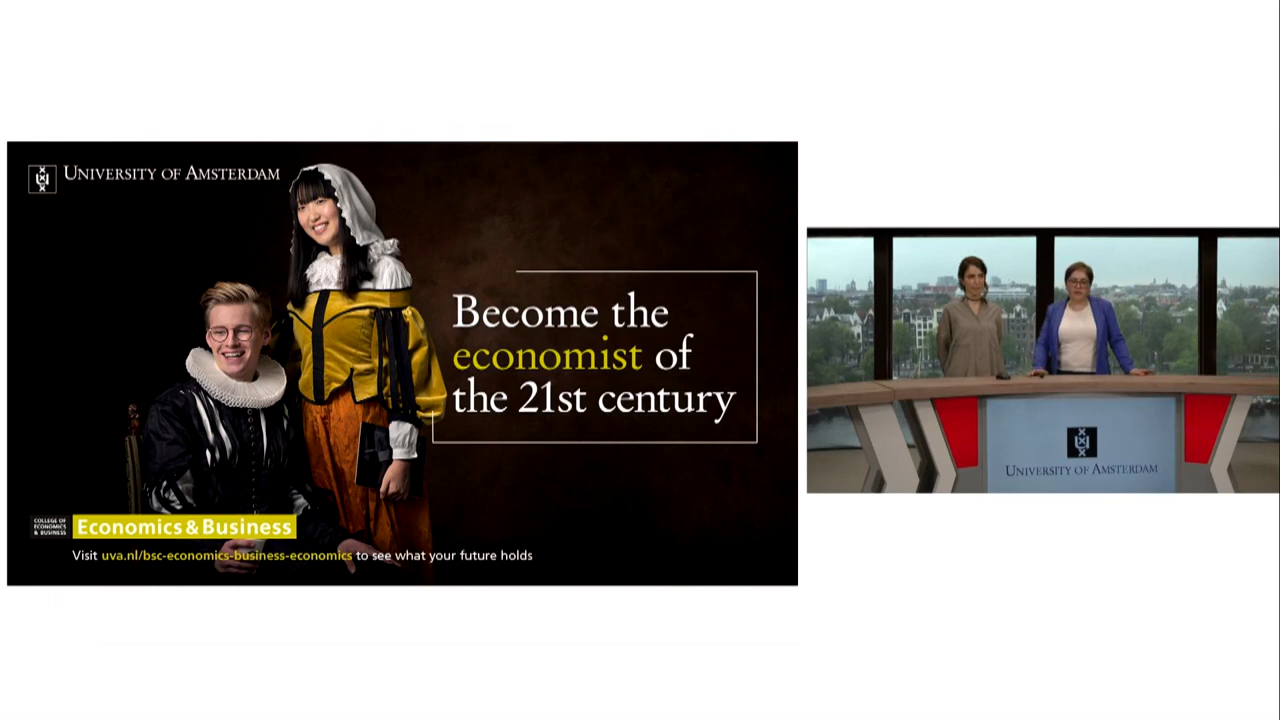 UNIVERSITY OF AMSTERDAM
Become the
economist of
the 21st century
COLLEGE OF
ECONOMICS
& BUSINESS
Economics & Business
Visit uva.nl/bsc-economics-business-economics to see what your future holds
UNIVERSITY OF AMSTERDAM